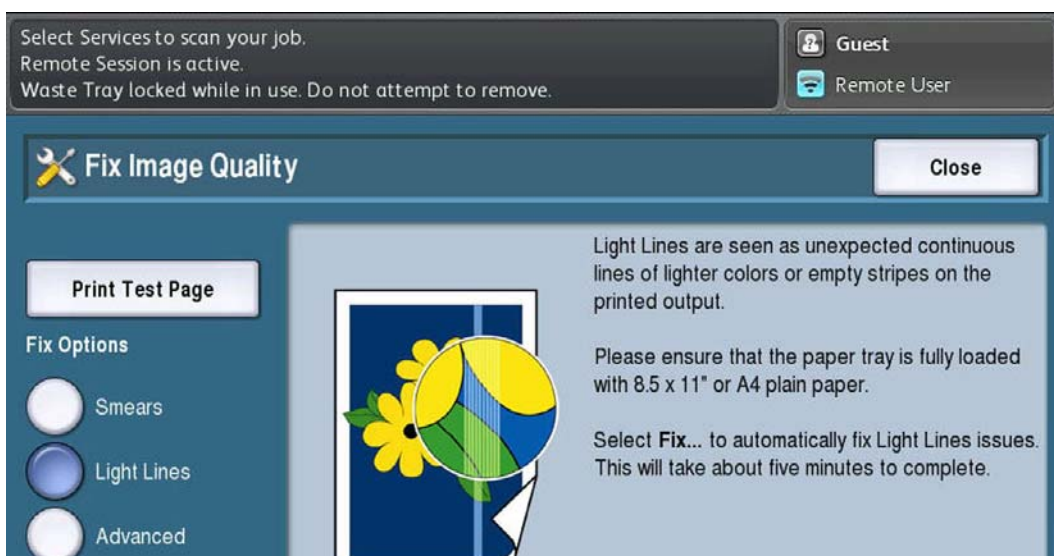 Select Services to scan your job.
Remote Session is active.
Waste Tray locked while in use. Do not attempt to remove.
Guest
Remote User
Fix Image Quality
Close
Print Test Page
Fix Options
Smears
Light Lines
Advanced
Light Lines are seen as unexpected continuous
lines of lighter colors or empty stripes on the
printed output.
Please ensure that the paper tray is fully loaded
with 8.5 x 11" or A4 plain paper.
Select Fix... to automatically fix Light Lines issues.
This will take about five minutes to complete.